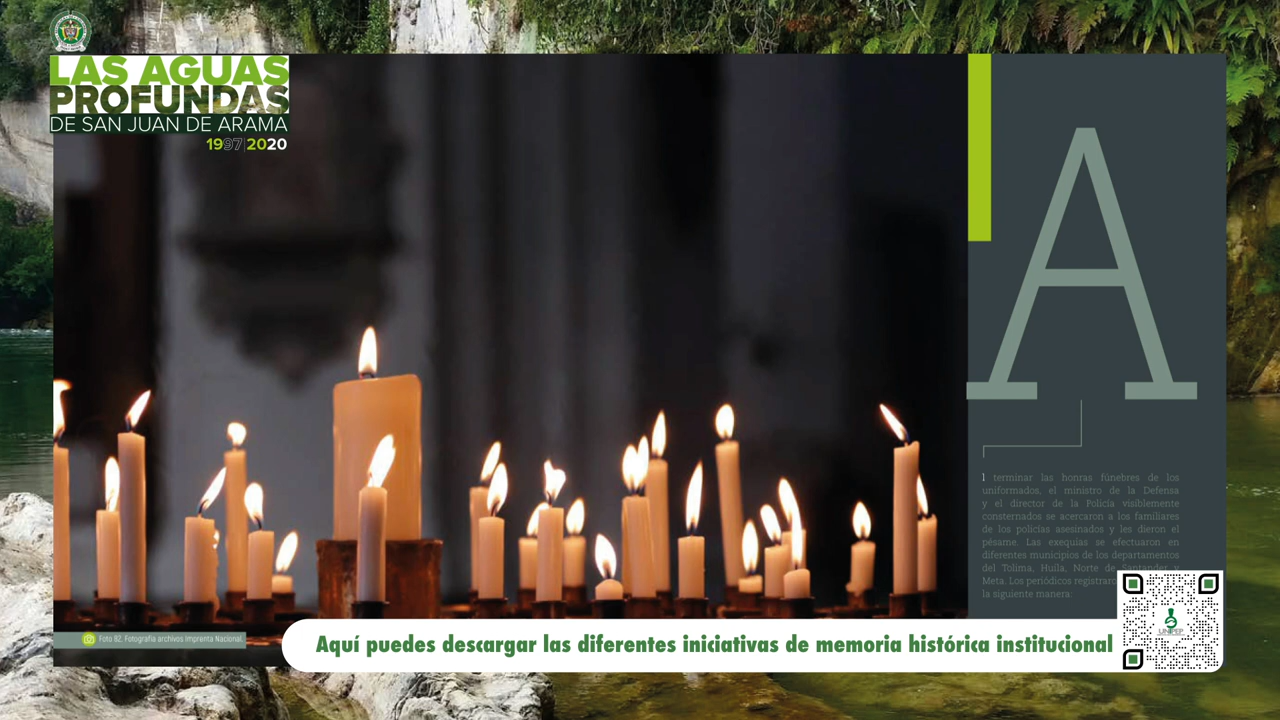 LAS AGUAS
PROFUNDAS
DE SAN JUAN DE ARAMA
1997|2020
A
l terminar las honras fúnebres de los
uniformados, el ministro de la Defensa
y el director de la Policía visiblemente
consternados se acercaron a los familiares
de los policías asesinados y les dieron el
pésame. Las exequias se efectuaron en
diferentes municipios de los departamentos
del Tolima, Huila, Norte de Santander y
Meta. Los periódicos registraro
la siguiente manera:
Foto 92. Fotografía archivos Imprenta Nacional.
Aquí puedes descargar las diferentes iniciativas de memoria histórica institucional
UNIPEP